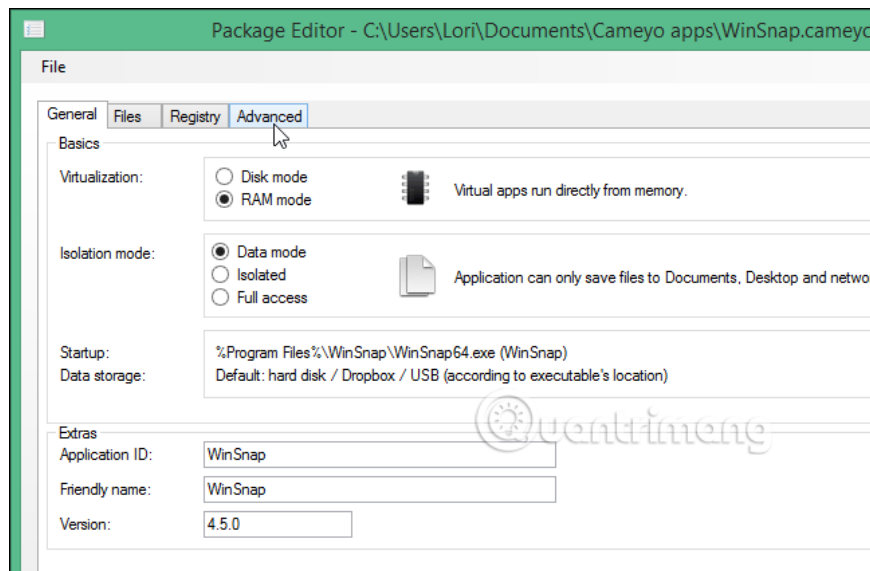 Package Editor - C:\Users\Lori\Documents\Cameyo apps\WinSnap.cameyo
File
General Files Registry Advanced
Basics
Virtualization:
Disk mode
RAM mode
Virtual apps run directly from memory.
Isolation mode:
Data mode
Isolated
Full access
Application can only save files to Documents, Desktop and netwo
Startup: %Program Files%\WinSnap\WinSnap64.exe (WinSnap)
Data storage: Default: hard disk / Dropbox / USB (according to executable's location)
Quantrimang
Extras
Application ID: WinSnap
Friendly name: WinSnap
Version: 4.5.0